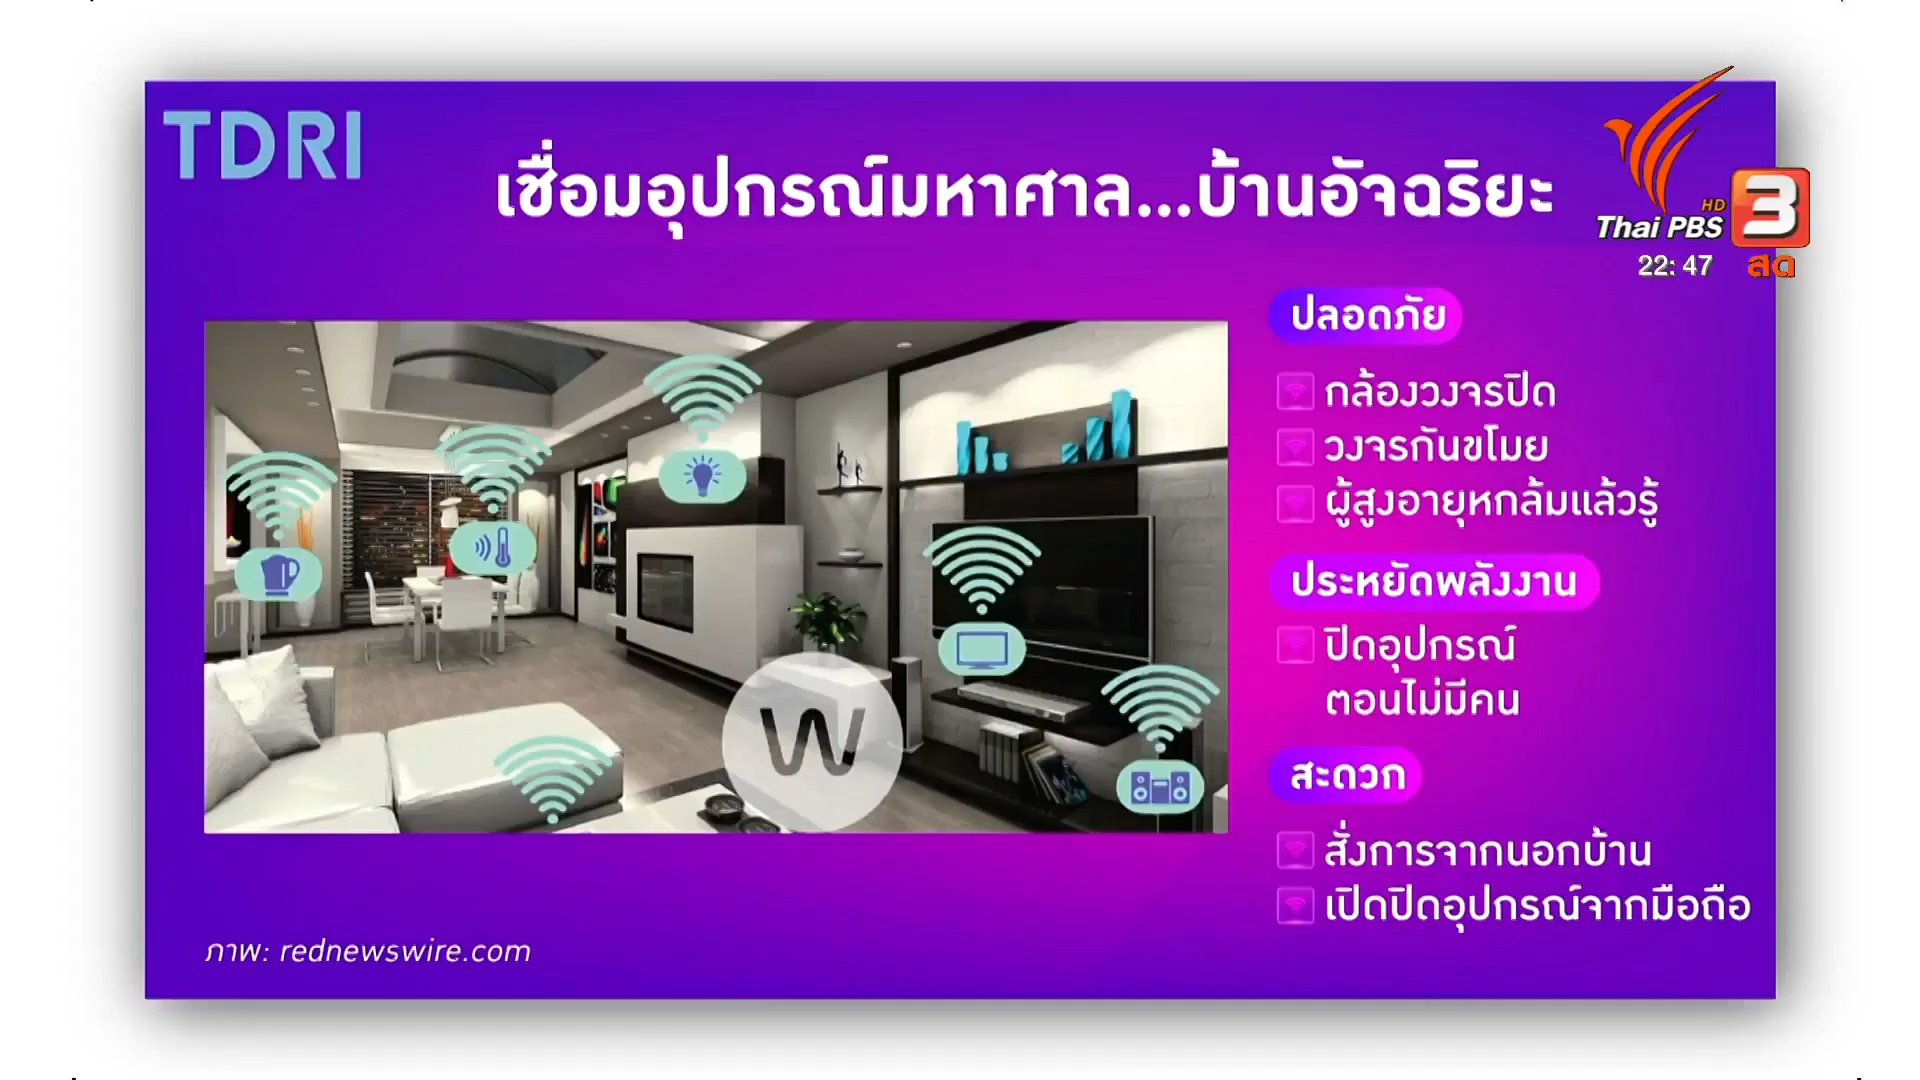 TDRI
เชื่อมอุปกรณ์มหาศาล...บ้านอัจฉริยะ
HD
Thai PBS
3
22:47
สด
ปลอดภัย
กล้องวงจรปิด
วงจรกันขโมย
ผู้สูงอายุหกล้มแล้วรู้
ประหยัดพลังงาน
ปิดอุปกรณ์
ตอนไม่มีคน
สะดวก
สั่งการจากนอกบ้าน
เปิดปิดอุปกรณ์จากมือถือ
W
ภาพ: rednewswire.com